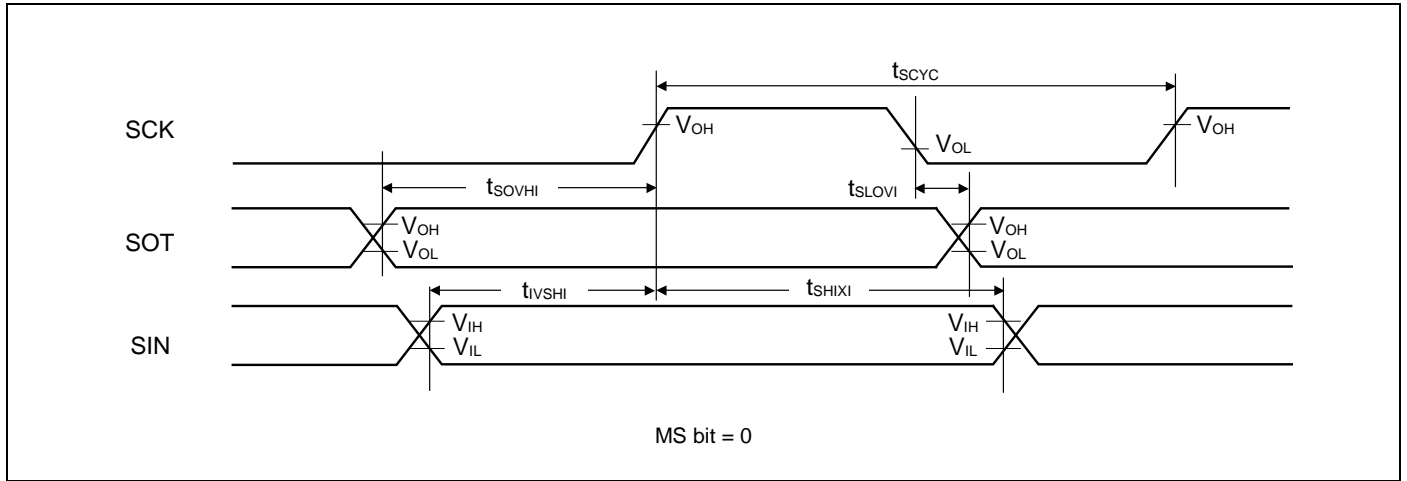 tSCYC
SCK
VOH
VOL
VOH
tSOVHI
tSLOVI
SOT
VOH
VOL
VOH
VOL
tIVSHI
tSHIXI
SIN
VIH
VIL
VIH
VIL
MS bit = 0